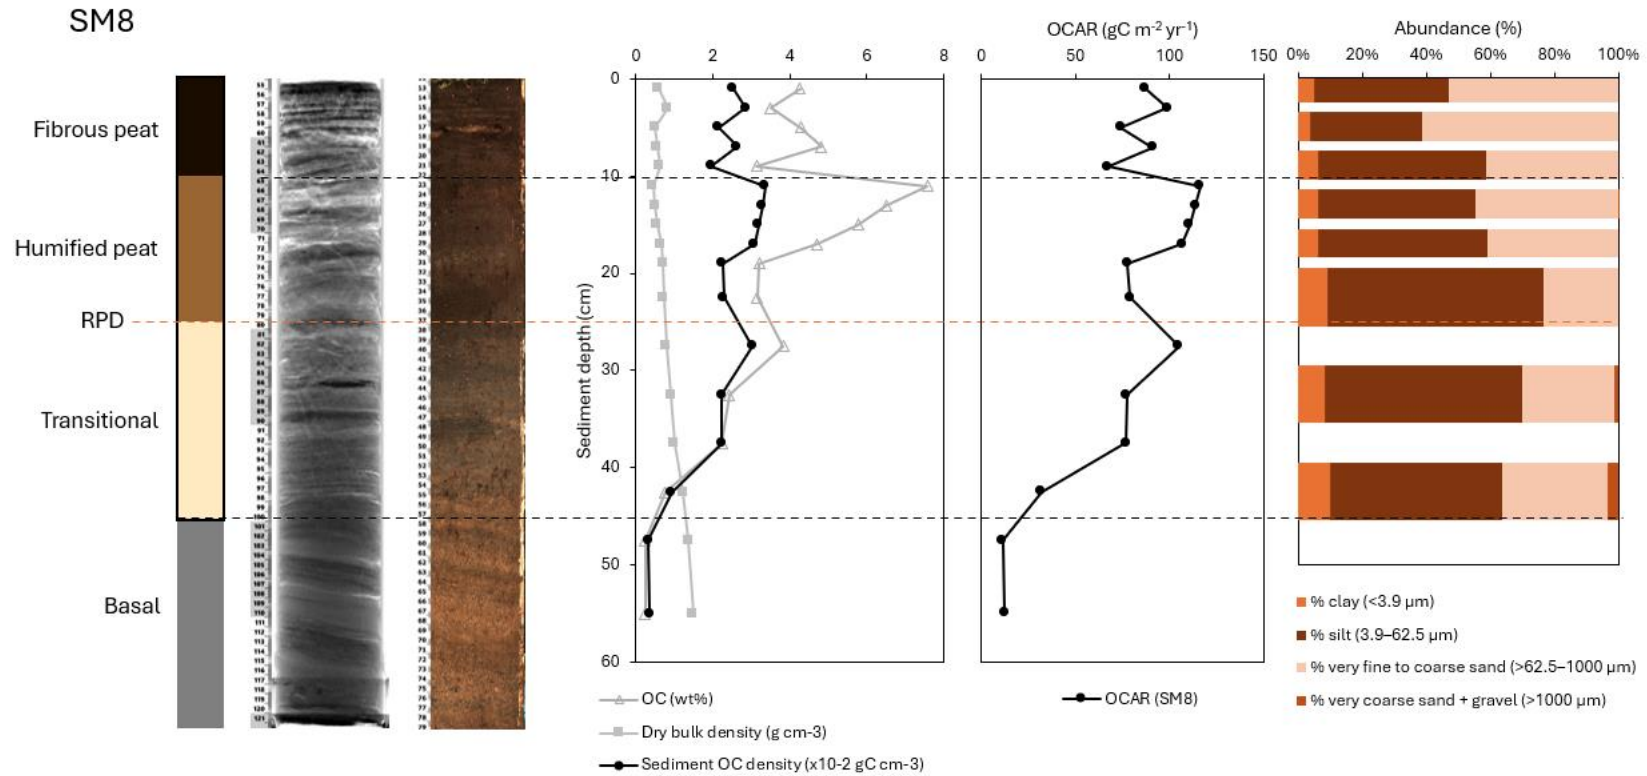 SM8
OCAR (gC m⁻² yr⁻¹)
Abundance (%)
0 2 4 6 8
0 50 100 150
0% 20% 40% 60% 80% 100%
0
10
20
30
40
50
60
Sediment depth (cm)
Fibrous peat
Humified peat
RPD
Transitional
Basal
OC (wt%)
Dry bulk density (g cm-3)
Sediment OC density (x10-2 gC cm-3)
OCAR (SM8)
% clay (<3.9 µm)
% silt (3.9–62.5 µm)
% very fine to coarse sand (>62.5–1000 µm)
% very coarse sand + gravel (>1000 µm)